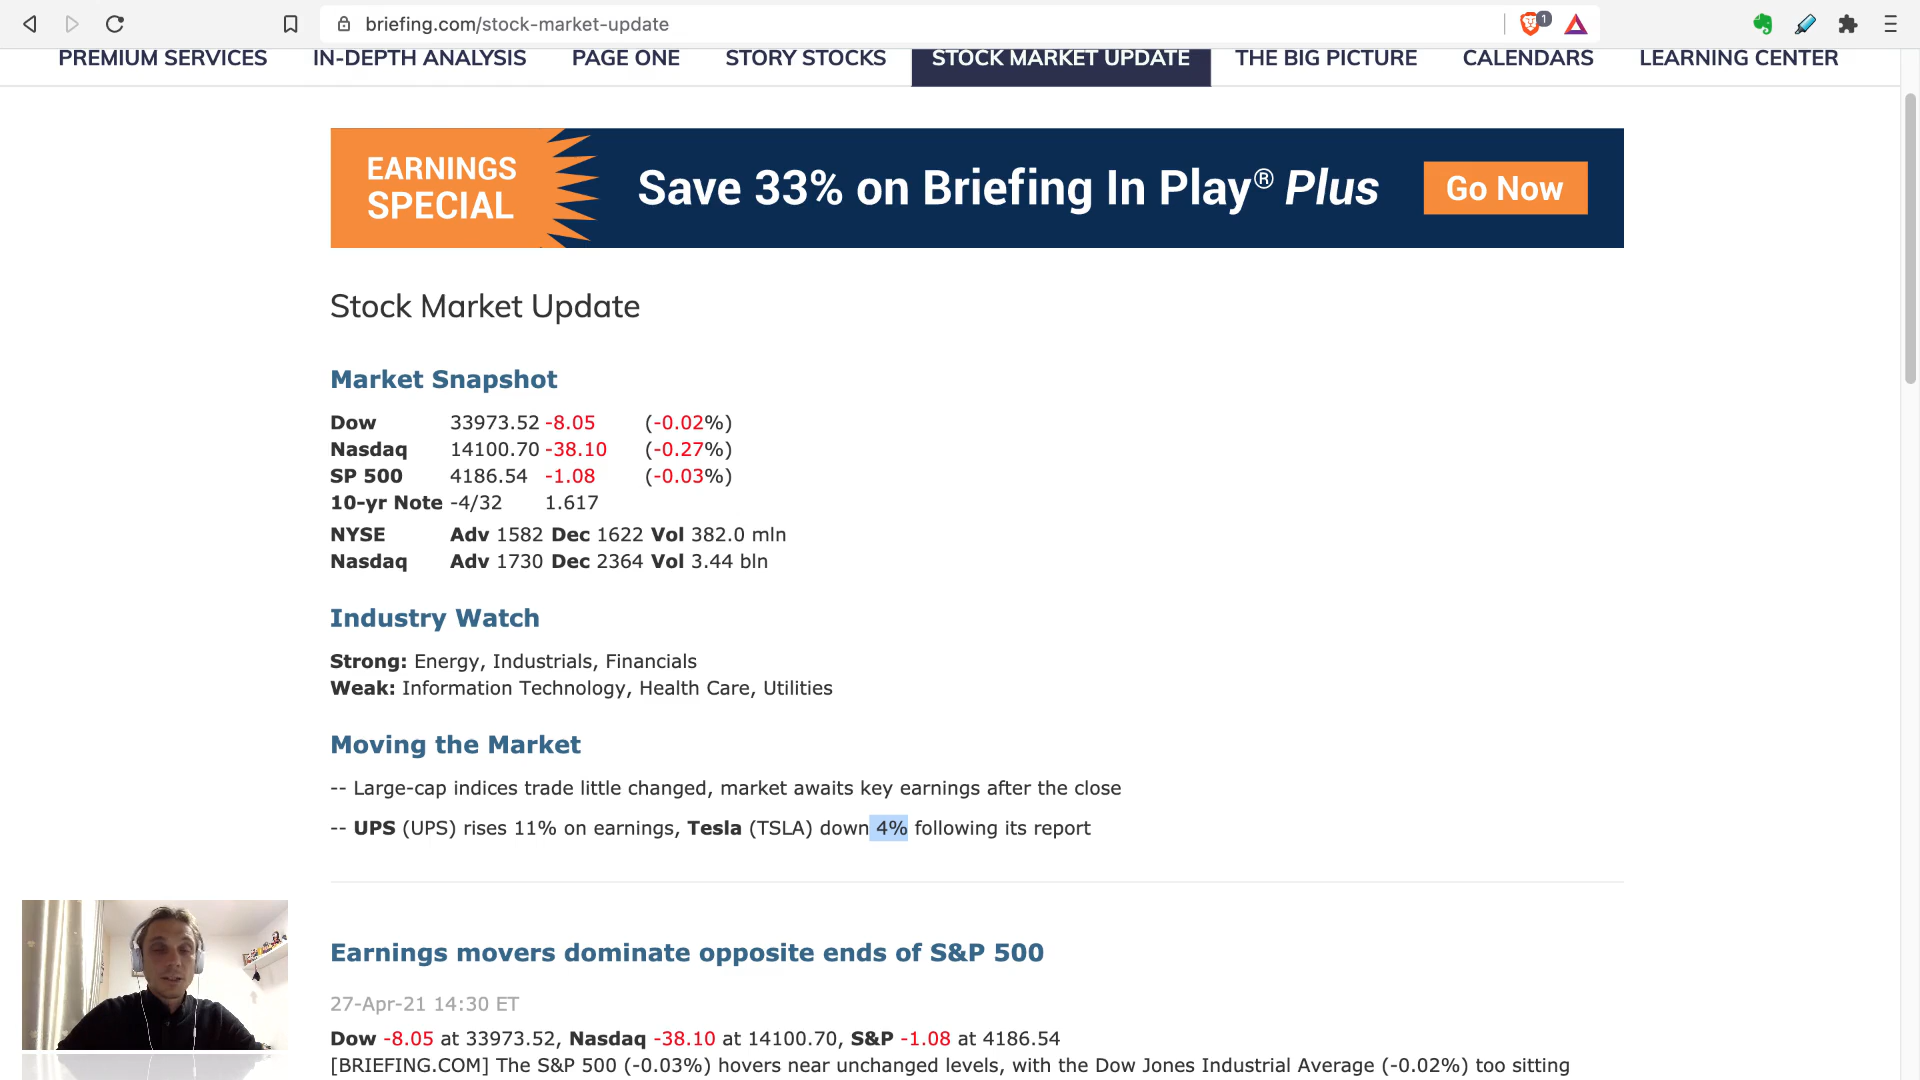 briefing.com/stock-market-update
1
PREMIUM SERVICES IN-DEPTH ANALYSIS PAGE ONE STORY STOCKS STOCK MARKET UPDATE THE BIG PICTURE CALENDARS LEARNING CENTER
EARNINGS
SPECIAL
Save 33% on Briefing In Play® Plus
Go Now
Stock Market Update
Market Snapshot
Dow 33973.52 -8.05 (-0.02%)
Nasdaq 14100.70 -38.10 (-0.27%)
SP 500 4186.54 -1.08 (-0.03%)
10-yr Note -4/32 1.617
NYSE Adv 1582 Dec 1622 Vol 382.0 mln
Nasdaq Adv 1730 Dec 2364 Vol 3.44 bln
Industry Watch
Strong: Energy, Industrials, Financials
Weak: Information Technology, Health Care, Utilities
Moving the Market
-- Large-cap indices trade little changed, market awaits key earnings after the close
-- UPS (UPS) rises 11% on earnings, Tesla (TSLA) down 4% following its report
Earnings movers dominate opposite ends of S&P 500
27-Apr-21 14:30 ET
Dow -8.05 at 33973.52, Nasdaq -38.10 at 14100.70, S&P -1.08 at 4186.54
[BRIEFING.COM] The S&P 500 (-0.03%) hovers near unchanged levels, with the Dow Jones Industrial Average (-0.02%) too sitting